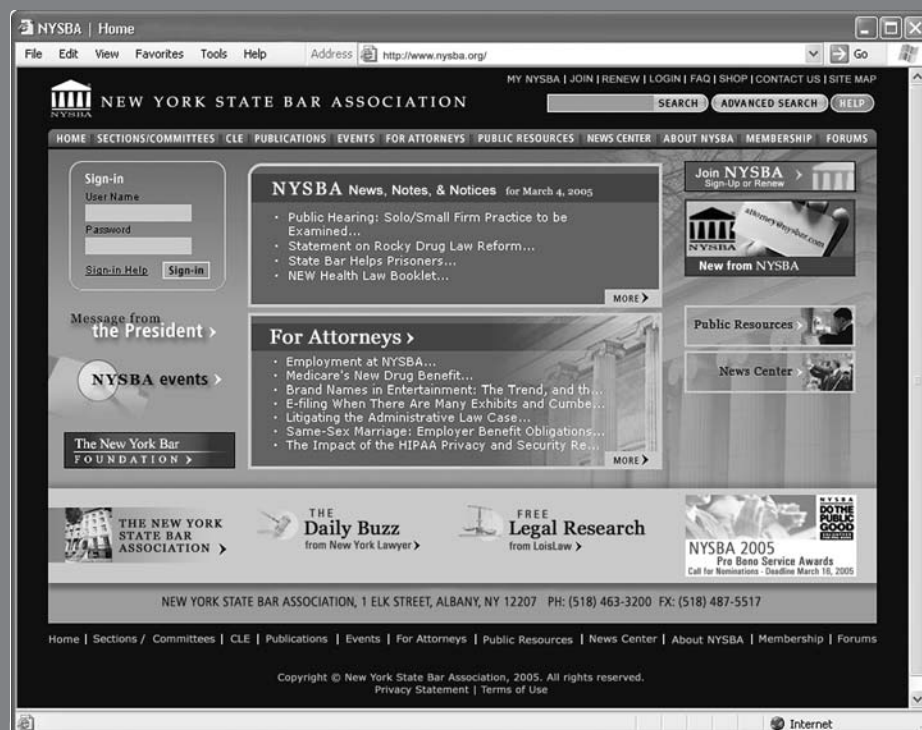 NYSBA | Home
File Edit View Favorites Tools Help Address http://www.nysba.org/ Go
MY NYSBA | JOIN | RENEW | LOGIN | FAQ | SHOP | CONTACT US | SITE MAP
NYSBA
NEW YORK STATE BAR ASSOCIATION
SEARCH ADVANCED SEARCH HELP
HOME SECTIONS/COMMITTEES CLE PUBLICATIONS EVENTS FOR ATTORNEYS PUBLIC RESOURCES NEWS CENTER ABOUT NYSBA MEMBERSHIP FORUMS
Sign-in
User Name
Password
Sign-in Help Sign-in
Message from
the President ›
NYSBA events ›
The New York Bar
FOUNDATION ›
NYSBA News, Notes, & Notices for March 4, 2005
· Public Hearing: Solo/Small Firm Practice to be
Examined...
· Statement on Rocky Drug Law Reform...
· State Bar Helps Prisoners...
· NEW Health Law Booklet...
MORE ›
For Attorneys ›
· Employment at NYSBA...
· Medicare's New Drug Benefit...
· Brand Names in Entertainment: The Trend, and th...
· E-filing When There Are Many Exhibits and Cumbe...
· Litigating the Administrative Law Case...
· Same-Sex Marriage: Employer Benefit Obligations...
· The Impact of the HIPAA Privacy and Security Re...
MORE ›
Join NYSBA ›
Sign-Up or Renew
attorney@nysbar.com
NYSBA
New from NYSBA
Public Resources ›
News Center ›
THE NEW YORK
STATE BAR
ASSOCIATION ›
THE
Daily Buzz
from New York Lawyer ›
FREE
Legal Research
from LoisLaw ›
NYSBA
DO THE
PUBLIC
GOOD
NYSBA 2005
Pro Bono Service Awards
Call for Nominations - Deadline March 16, 2005
NEW YORK STATE BAR ASSOCIATION, 1 ELK STREET, ALBANY, NY 12207 PH: (518) 463-3200 FX: (518) 487-5517
Home | Sections / Committees | CLE | Publications | Events | For Attorneys | Public Resources | News Center | About NYSBA | Membership | Forums
Copyright © New York State Bar Association, 2005. All rights reserved.
Privacy Statement | Terms of Use
Internet